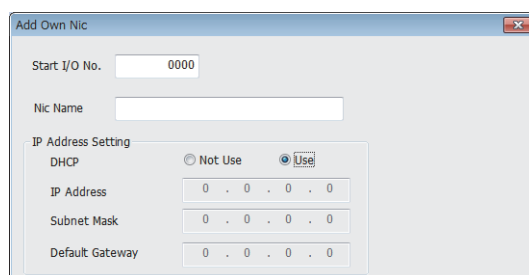 Add Own Nic
Start I/O No. 0000
Nic Name
IP Address Setting
DHCP Not Use Use
IP Address 0 . 0 . 0 . 0
Subnet Mask 0 . 0 . 0 . 0
Default Gateway 0 . 0 . 0 . 0